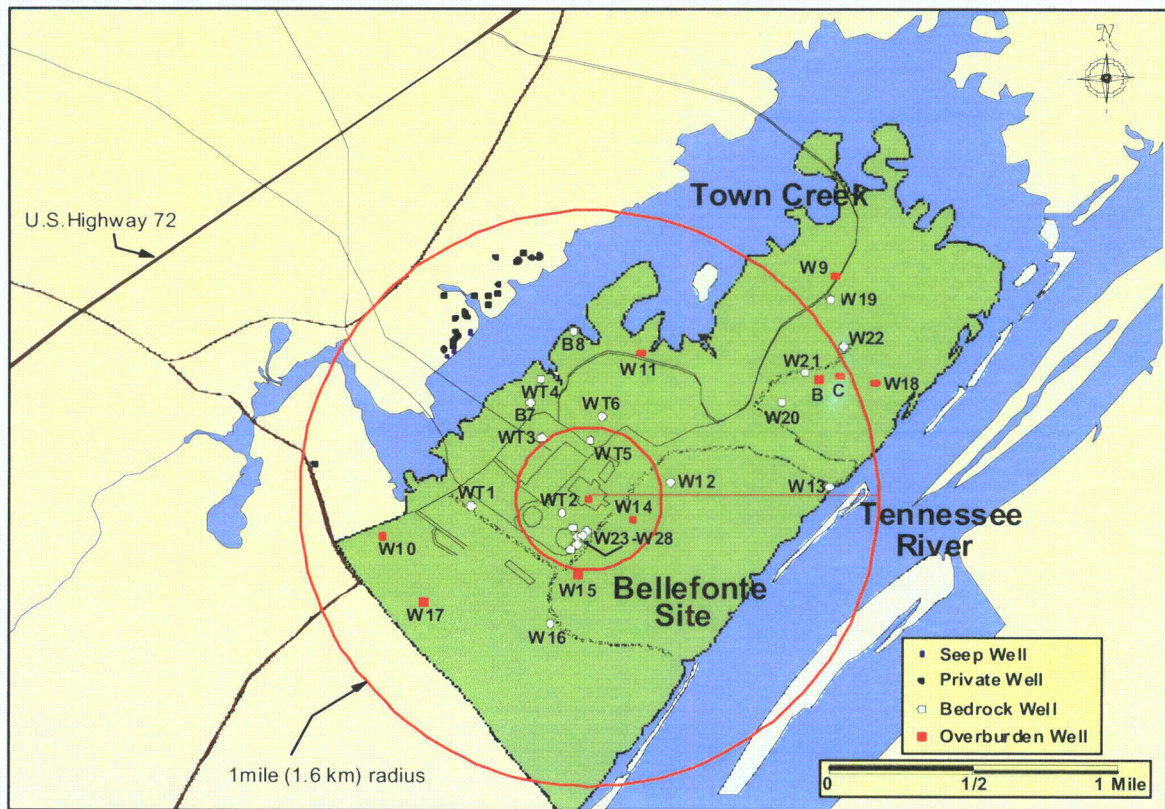 N
Town Creek
U.S.Highway 72
W9
W19
B8
W11
W22
W21
B
C
W18
WT4
B7
WT6
W20
WT3
WT5
W12
W13
WT1
WT2
W14
Tennessee
River
W10
W23-W28
W15
Bellefonte
Site
W17
W16
Seep Well
Private Well
Bedrock Well
Overburden Well
1mile (1.6 km) radius
0 1/2 1 Mile